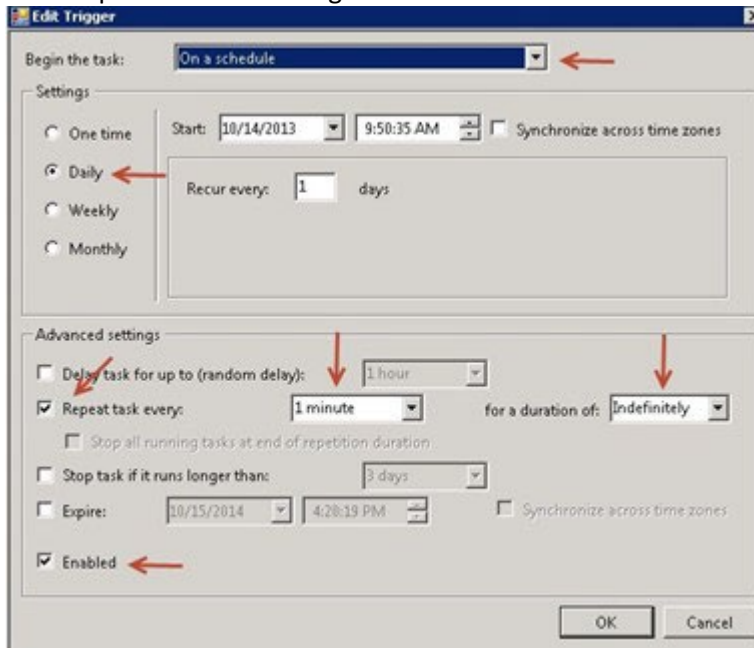 Edit Trigger
Begin the task: On a schedule
Settings
One time Start: 10/14/2013 9:50:35 AM Synchronize across time zones
Daily
Recur every: 1 days
Weekly
Monthly
Advanced settings
Delay task for up to (random delay): 1 hour
Repeat task every: 1 minute for a duration of: Indefinitely
Stop all running tasks at end of repetition duration
Stop task if it runs longer than: 3 days
Expire: 10/15/2014 4:28:19 PM Synchronize across time zones
Enabled
OK Cancel